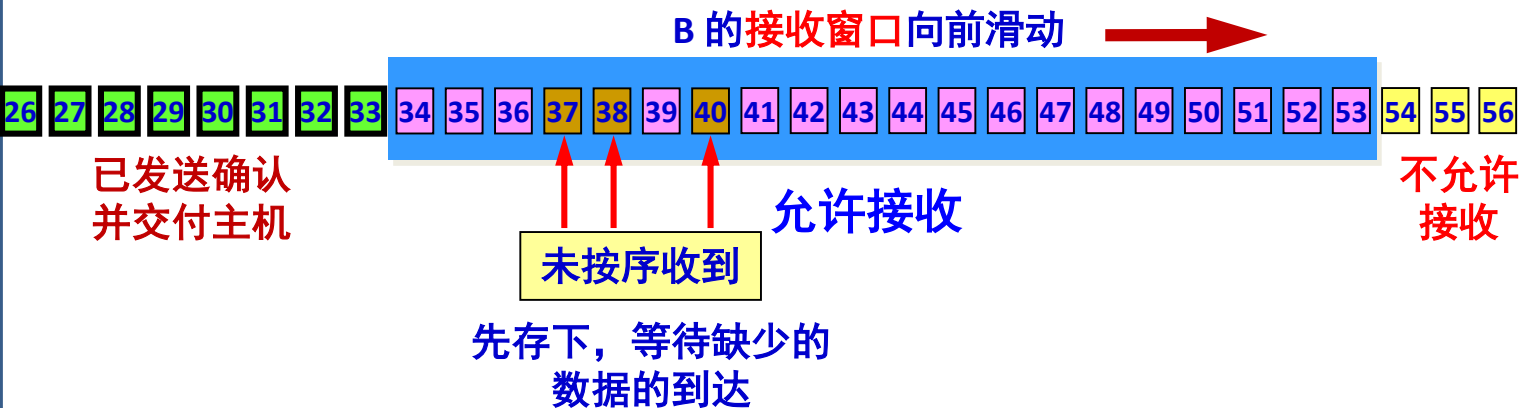 B 的接收窗口向前滑动
26 27 28 29 30 31 32 33 34 35 36 37 38 39 40 41 42 43 44 45 46 47 48 49 50 51 52 53 54 55 56
已发送确认
并交付主机
允许接收
不允许
接收
未按序收到
先存下，等待缺少的
数据的到达